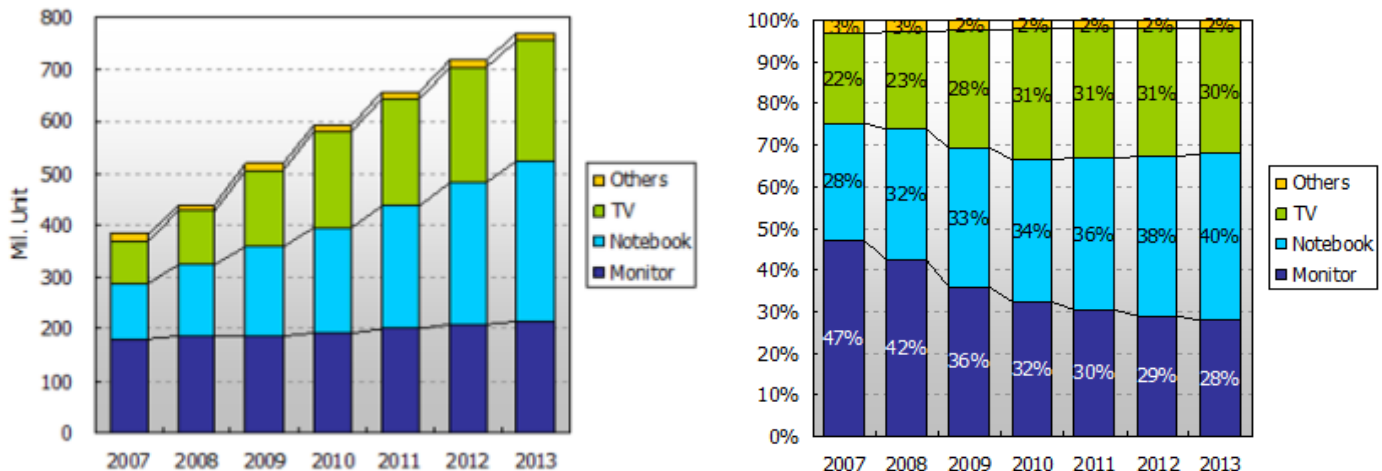 800
700
600
500
400
300
200
100
0
Mil. Unit
2007 2008 2009 2010 2011 2012 2013
Others
TV
Notebook
Monitor
100%
90%
80%
70%
60%
50%
40%
30%
20%
10%
0%
3% 3% 2% 2% 2% 2% 2%
22% 23% 28% 31% 31% 31% 30%
28% 32% 33% 34% 36% 38% 40%
47% 42% 36% 32% 30% 29% 28%
2007 2008 2009 2010 2011 2012 2013
Others
TV
Notebook
Monitor